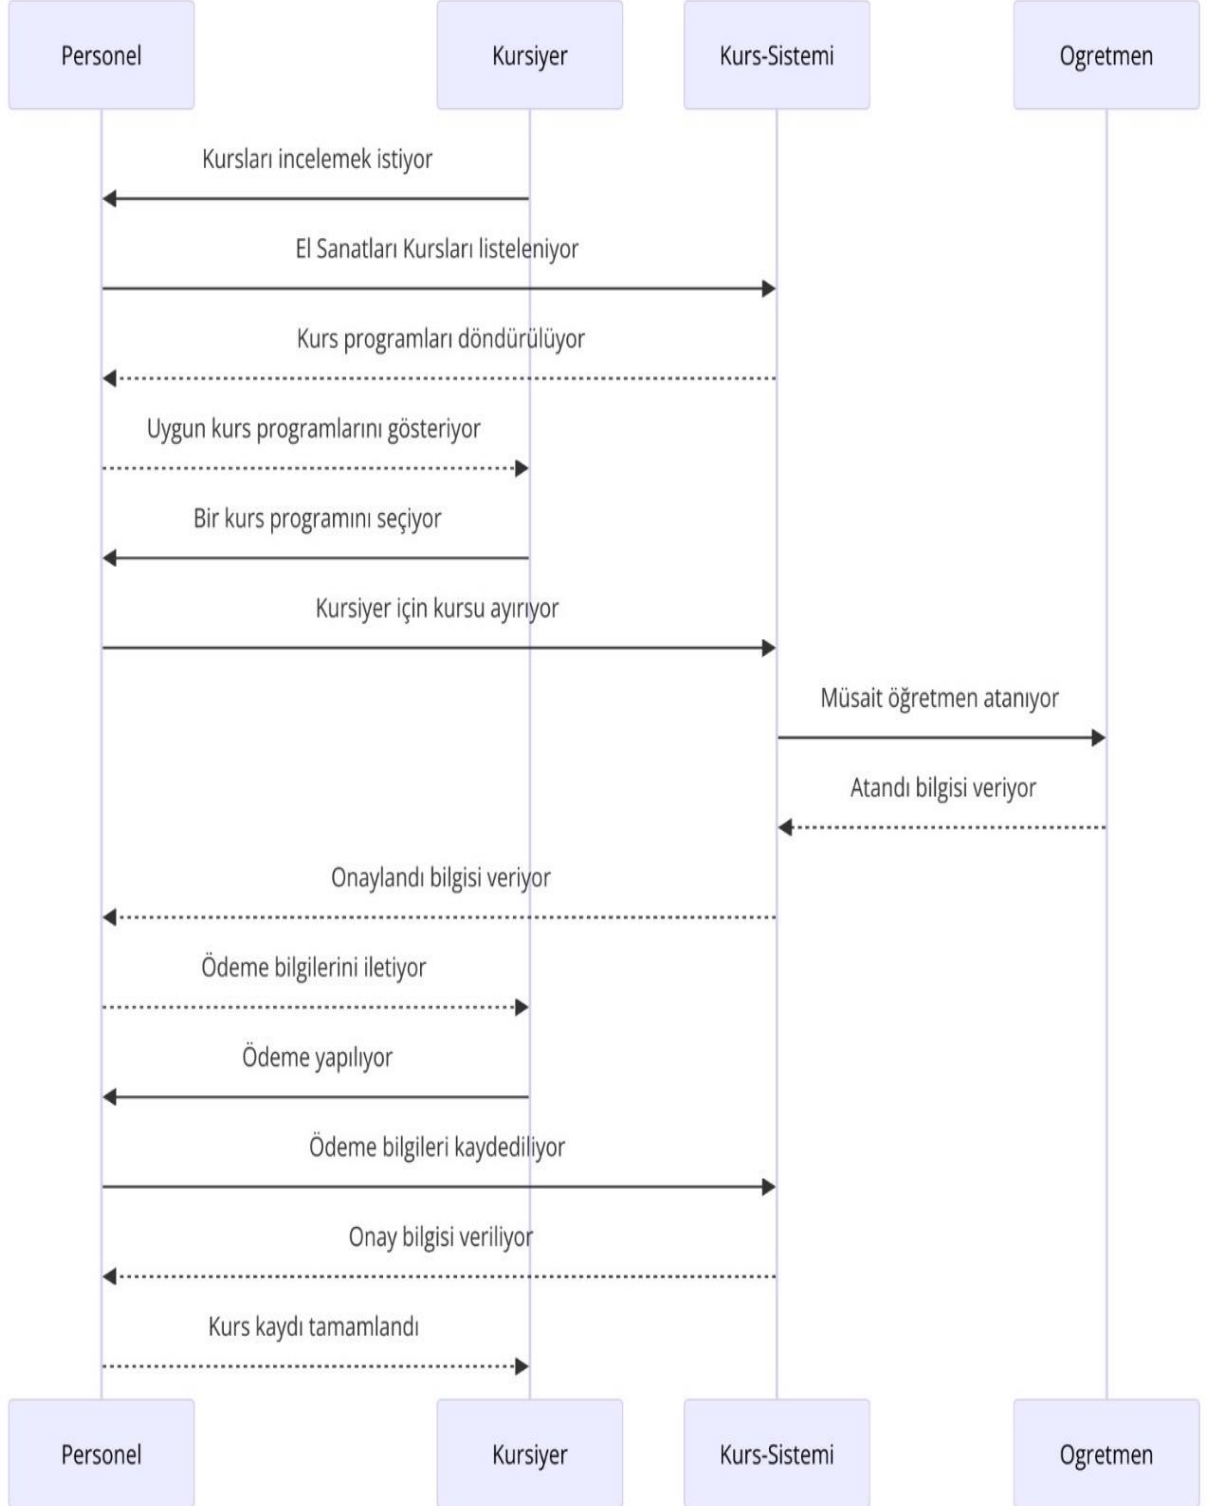 Personel
Kursiyer
Kurs-Sistemi
Ogretmen
Kursları incelemek istiyor
El Sanatları Kursları listeleniyor
Kurs programları döndürülüyor
Uygun kurs programlarını gösteriyor
Bir kurs programını seçiyor
Kursiyer için kursu ayırıyor
Müsait öğretmen atanıyor
Atandı bilgisi veriyor
Onaylandı bilgisi veriyor
Ödeme bilgilerini iletiyor
Ödeme yapılıyor
Ödeme bilgileri kaydediliyor
Onay bilgisi veriliyor
Kurs kaydı tamamlandı
Personel
Kursiyer
Kurs-Sistemi
Ogretmen